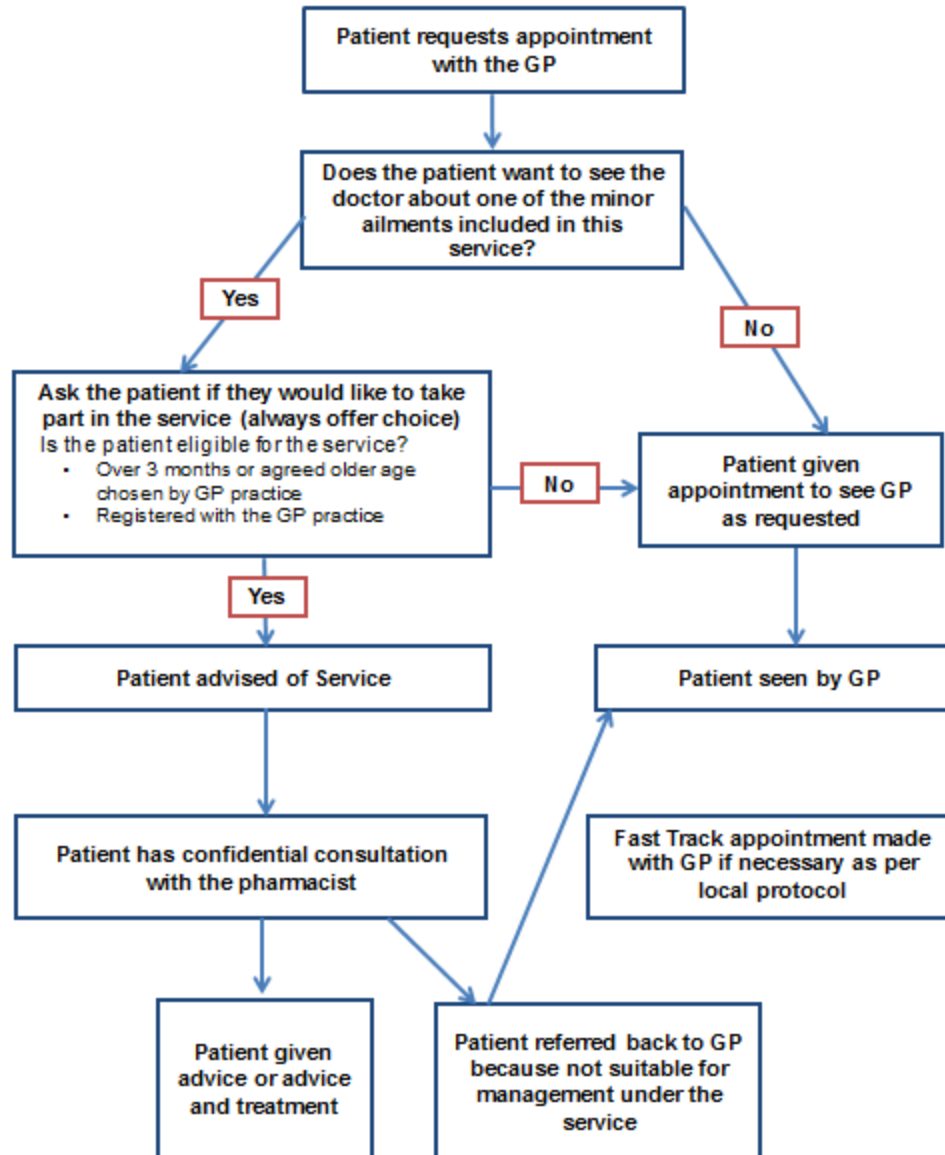 Patient requests appointment
with the GP
Does the patient want to see the
doctor about one of the minor
ailments included in this
service?
Yes
No
Ask the patient if they would like to take
part in the service (always offer choice)
Is the patient eligible for the service?
• Over 3 months or agreed older age
chosen by GP practice
• Registered with the GP practice
No
Patient given
appointment to see GP
as requested
Yes
Patient advised of Service
Patient seen by GP
Patient has confidential consultation
with the pharmacist
Fast Track appointment made
with GP if necessary as per
local protocol
Patient given
advice or advice
and treatment
Patient referred back to GP
because not suitable for
management under the
service